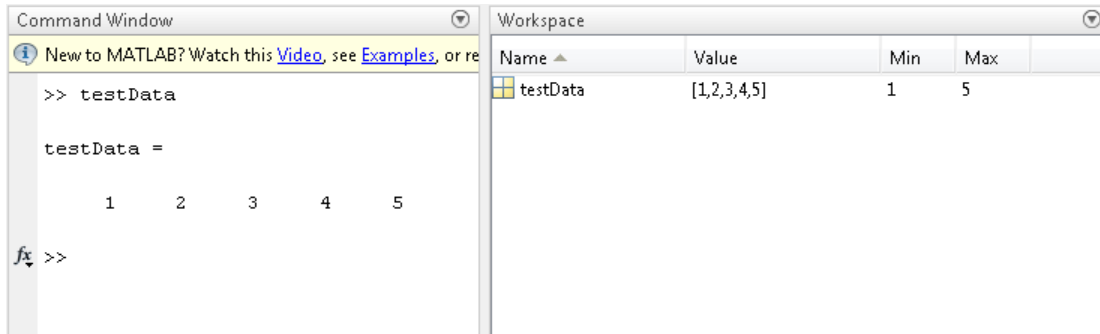 Command Window
New to MATLAB? Watch this Video, see Examples, or re
>> testData
testData =
1 2 3 4 5
fx >>
Workspace
Name Value Min Max
testData [1,2,3,4,5] 1 5